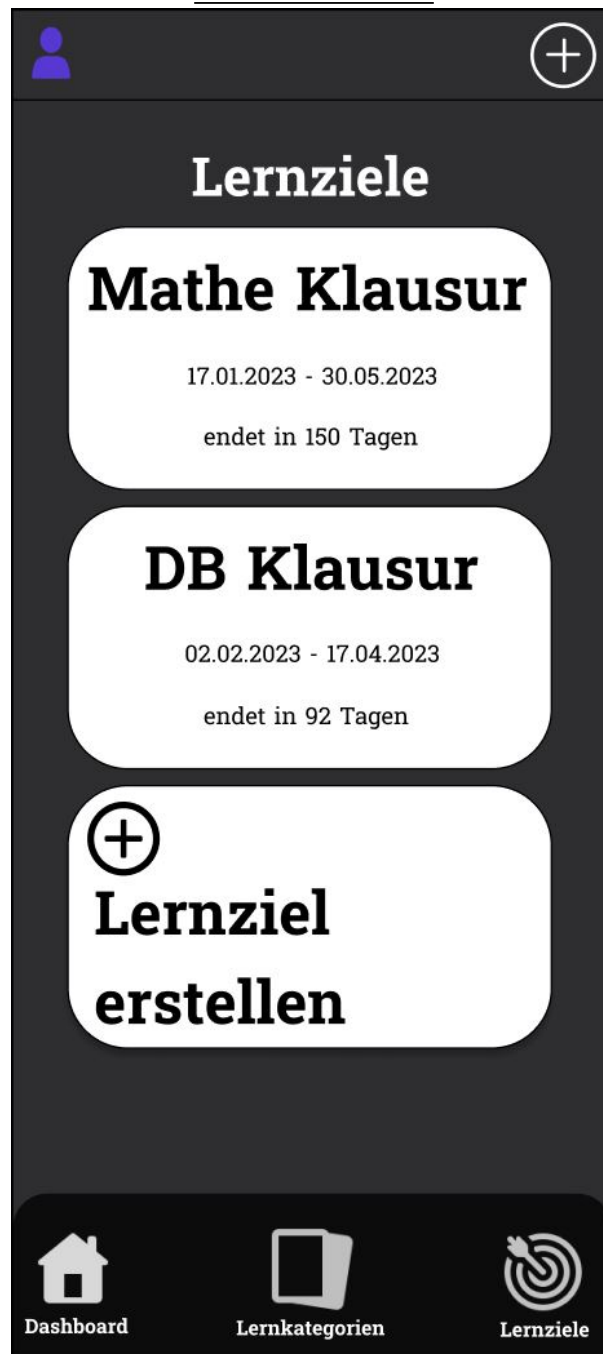 Lernziele
Mathe Klausur
17.01.2023 - 30.05.2023
endet in 150 Tagen
DB Klausur
02.02.2023 - 17.04.2023
endet in 92 Tagen
Lernziel
erstellen
Dashboard
Lernkategorien
Lernziele